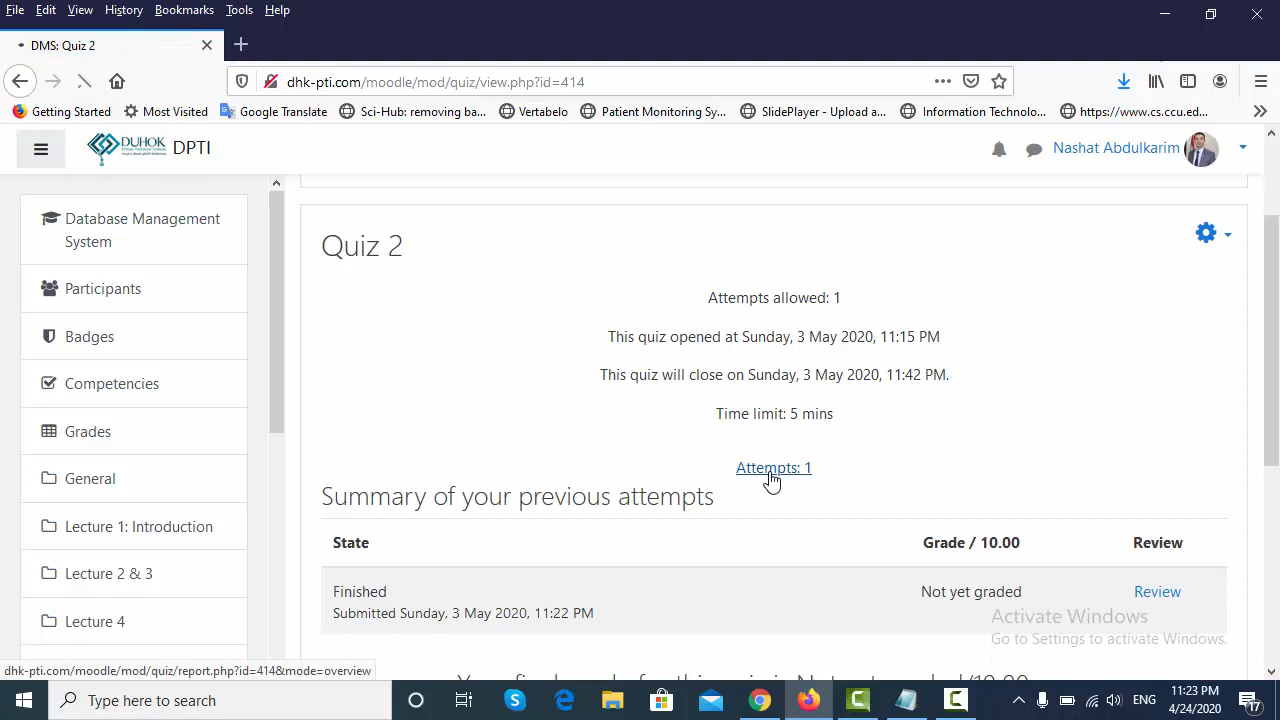 File Edit View History Bookmarks Tools Help
DMS: Quiz 2
dhk-pti.com/moodle/mod/quiz/view.php?id=414
Getting Started Most Visited Google Translate Sci-Hub: removing ba... Vertabelo Patient Monitoring Sy... SlidePlayer - Upload a... Information Technolo... https://www.cs.ccu.ed...
DUHOK DPTI Nashat Abdulkarim
Database Management
System
Participants
Badges
Competencies
Grades
General
Lecture 1: Introduction
Lecture 2 & 3
Lecture 4
Quiz 2
Attempts allowed: 1
This quiz opened at Sunday, 3 May 2020, 11:15 PM
This quiz will close on Sunday, 3 May 2020, 11:42 PM.
Time limit: 5 mins
Attempts: 1
Summary of your previous attempts
State Grade / 10.00 Review
Finished Not yet graded Review
Submitted Sunday, 3 May 2020, 11:22 PM
Activate Windows
Go to Settings to activate Windows.
dhk-pti.com/moodle/mod/quiz/report.php?id=414&mode=overview
Type here to search
ENG
11:23 PM
4/24/2020
17